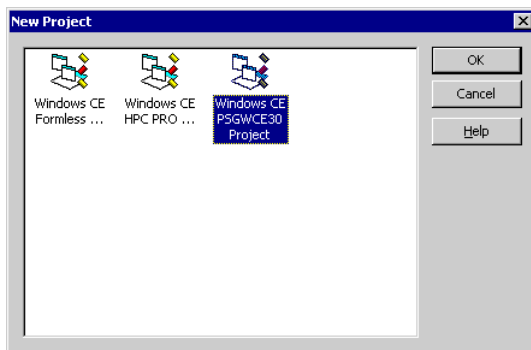 New Project
OK
Cancel
Help
Windows CE
Formless ...
Windows CE
HPC PRO ...
Windows CE
PSGWCE30
Project